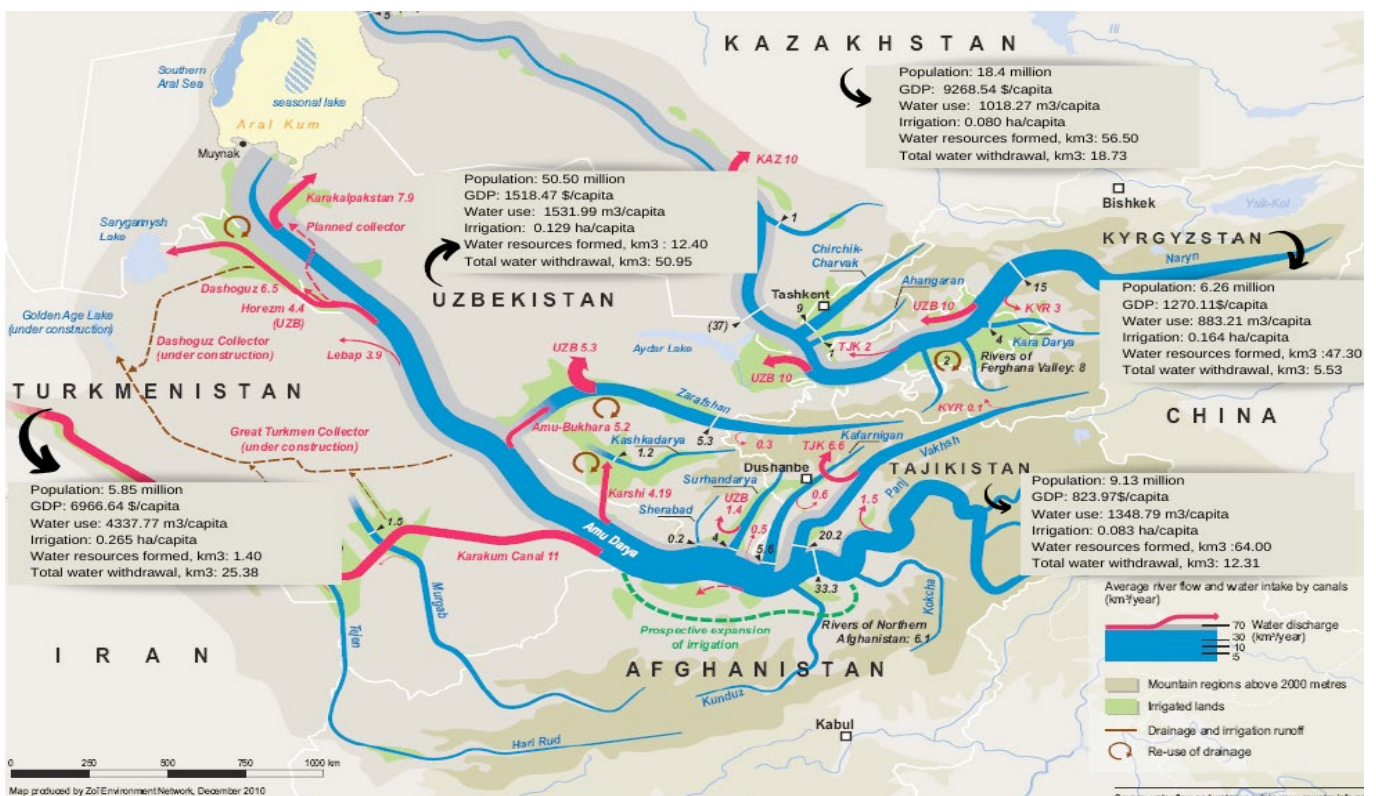 5
KAZAKHSTAN
Ili
Population: 18.4 million
GDP: 9268.54 $/capita
Water use: 1018.27 m3/capita
Irrigation: 0.080 ha/capita
Water resources formed, km3: 56.50
Total water withdrawal, km3: 18.73
Southern
Aral Sea
seasonal lake
Aral Kum
Muynak
KAZ 10
Karakalpakstan 7.9
Planned collector
Population: 50.50 million
GDP: 1518.47 $/capita
Water use: 1531.99 m3/capita
Irrigation: 0.129 ha/capita
Water resources formed, km3 : 12.40
Total water withdrawal, km3: 50.95
UZBEKISTAN
Bishkek
Ysik-Kol
KYRGYZSTAN
Naryn
Population: 6.26 million
GDP: 1270.11$/capita
Water use: 883.21 m3/capita
Irrigation: 0.164 ha/capita
Water resources formed, km3 :47.30
Total water withdrawal, km3: 5.53
Sarygamysh
Lake
1
Chirchik-
Charvak
Ahangaran
Tashkent
9
(37)
1
UZB 10
15
KYR 3
TJK 2
4
Kara Darya
2
Rivers of
Ferghana Valley: 8
Aydar Lake
UZB 10
KYR 0.1
Dashoguz 6.5
Horezm 4.4
(UZB)
Golden Age Lake
(under construction)
Dashoguz Collector
(under construction)
Lebap 3.9
UZB 5.3
Zarafshan
5.3
0.3
TURKMENISTAN
CHINA
Great Turkmen Collector
(under construction)
Amu-Bukhara 5.2
Kashkadarya
1.2
TJK 6.6
Kafarnigan
Vakhsh
Dushanbe
TAJIKISTAN
Panj
Surhandarya
Karshi 4.19
Sherabad
UZB
1.4
0.6
1.5
0.5
0.2
4
5.6
20.2
33.3
Population: 9.13 million
GDP: 823.97$/capita
Water use: 1348.79 m3/capita
Irrigation: 0.083 ha/capita
Water resources formed, km3 :64.00
Total water withdrawal, km3: 12.31
Population: 5.85 million
GDP: 6966.64 $/capita
Water use: 4337.77 m3/capita
Irrigation: 0.265 ha/capita
Water resources formed, km3: 1.40
Total water withdrawal, km3: 25.38
1.5
Karakum Canal 11
Amu Darya
Murgab
Tejen
Kokcha
Prospective expansion
of irrigation
Rivers of Northern
Afghanistan: 6.1
IRAN
AFGHANISTAN
Kunduz
Hari Rud
Kabul
Average river flow and water intake by canals
(km³/year)
70
30
10
5
Water discharge
(km³/year)
Mountain regions above 2000 metres
Irrigated lands
Drainage and irrigation runoff
Re-use of drainage
0 250 500 750 1000 km
Map produced by Zoï Environment Network, December 2010